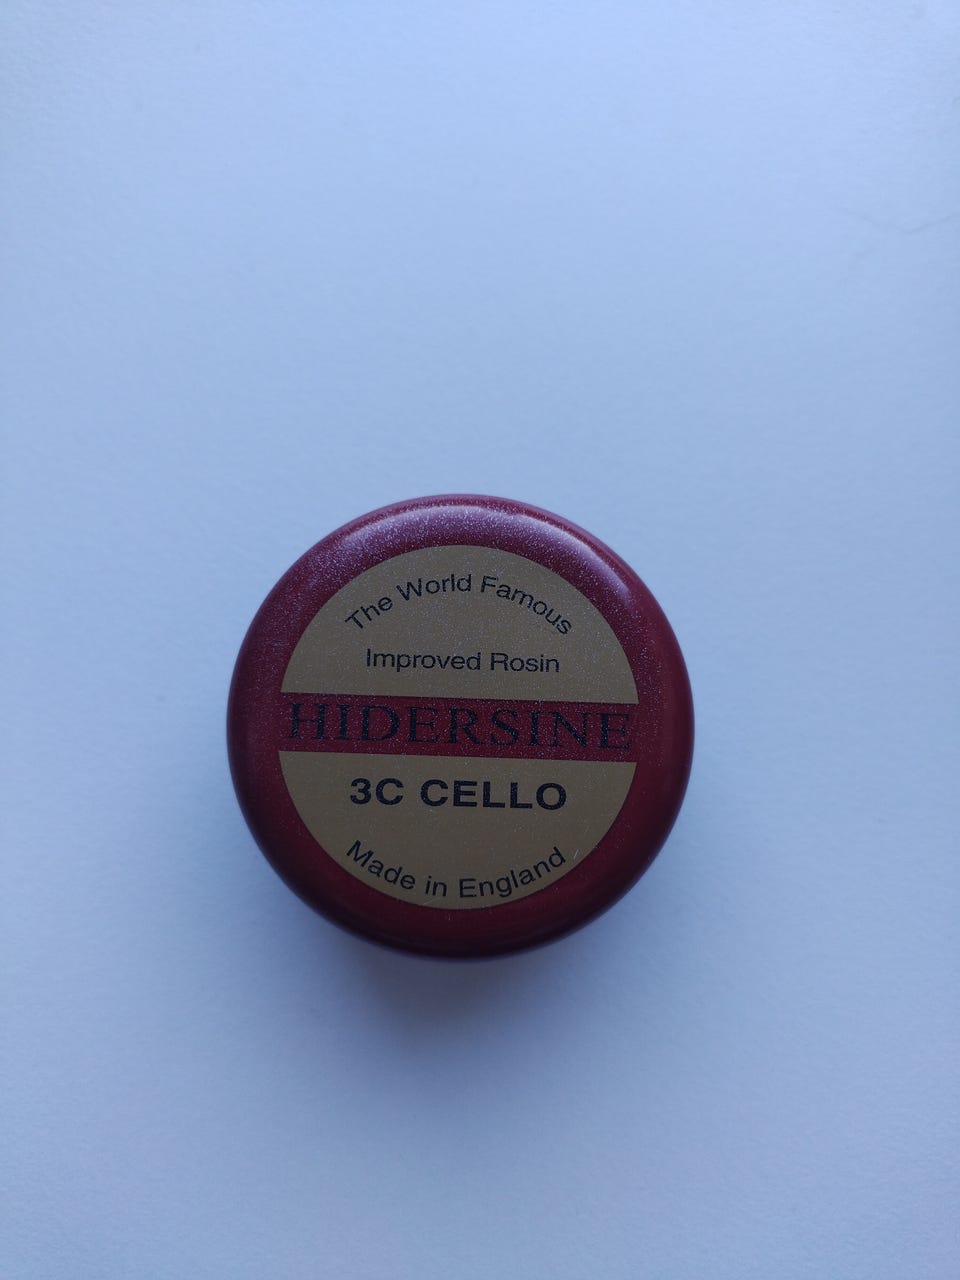 The World Famous
Improved Rosin
HIDERSINE
3C CELLO
Made in England